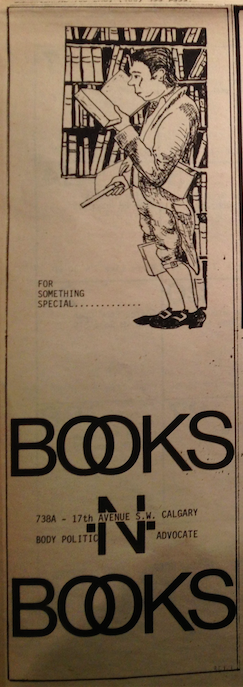 FOR
SOMETHING
SPECIAL.............
BOOKS
N
738A - 17th AVENUE S.W. CALGARY
BODY POLITIC ADVOCATE
BOOKS